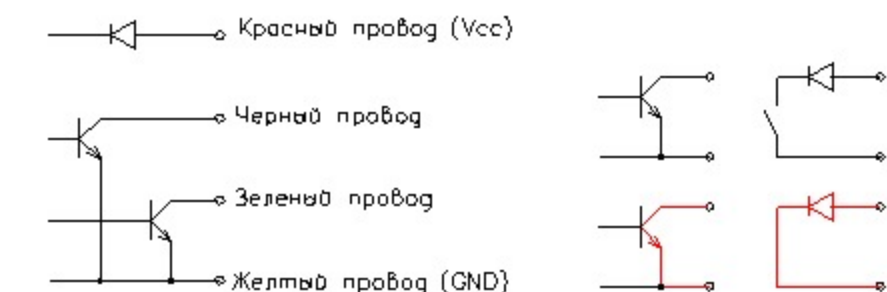 Красный провод (Vcc)
Черный провод
Зеленый провод
Желтый провод (GND)